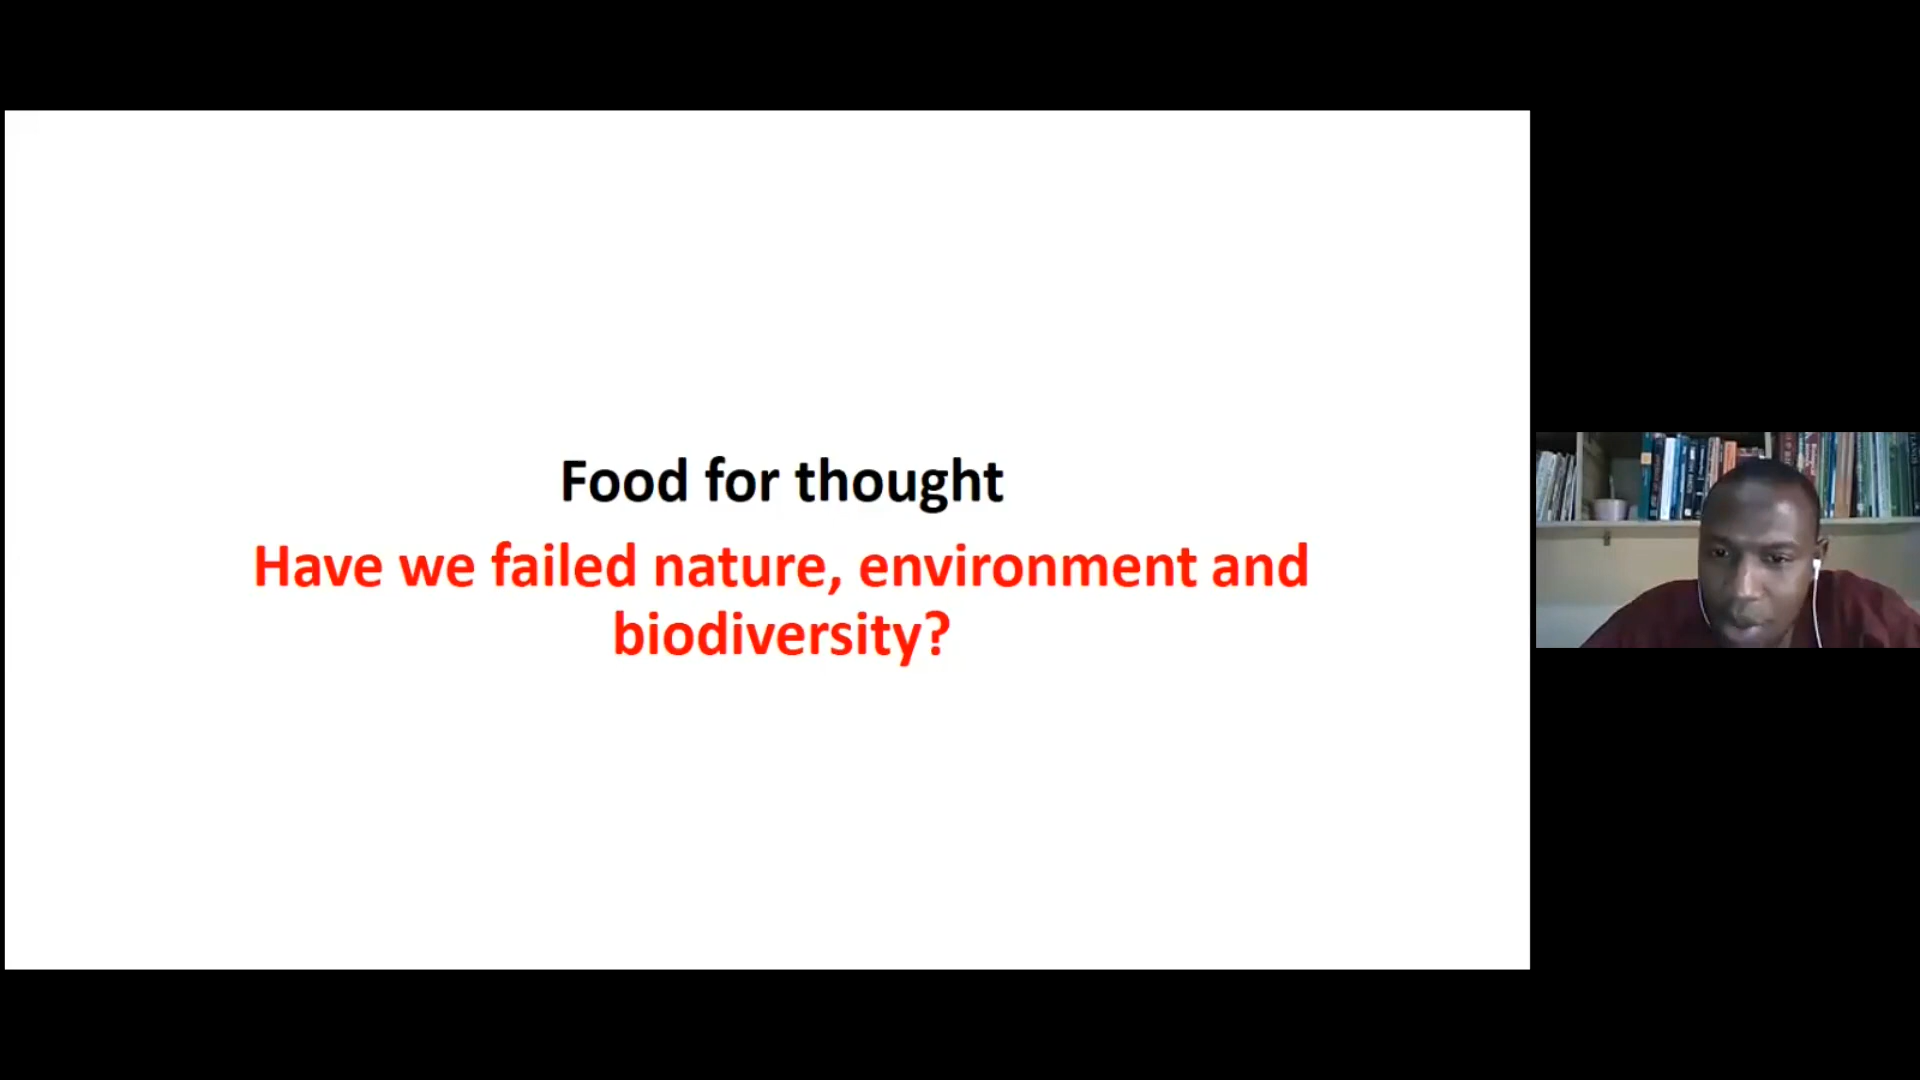 Food for thought
Have we failed nature, environment and
biodiversity?